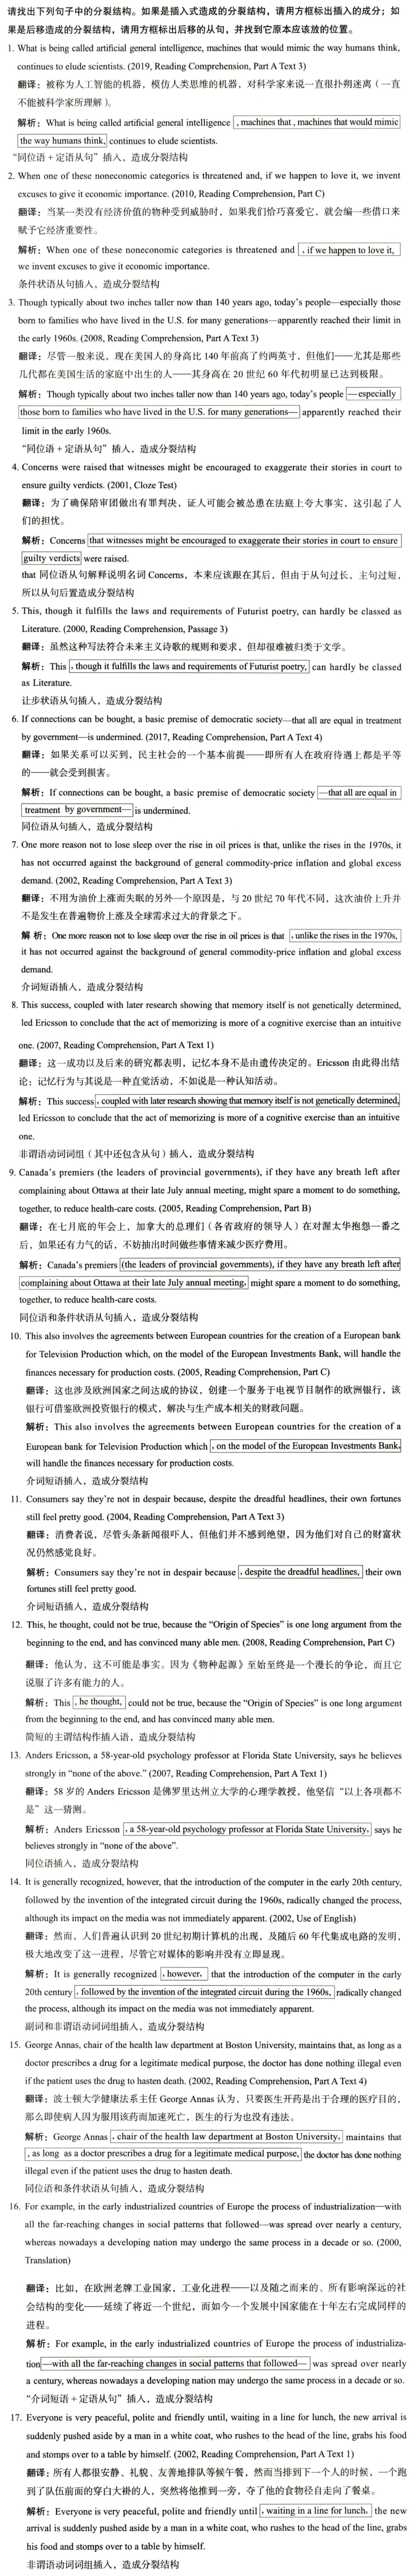 请找出下列句子中的分裂结构。如果是插入式造成的分裂结构，请用方框标出插入的成分；如
果是后移造成的分裂结构，请用方框标出后移的从句，并找到它原本应该放的位置。
1. What is being called artificial general intelligence, machines that would mimic the way humans think,
continues to elude scientists. (2019, Reading Comprehension, Part A Text 3)
翻译：被称为人工智能的机器，模仿人类思维的机器，对科学家来说一直很扑朔迷离（一直
不能被科学家所理解）。
解析：What is being called artificial general intelligence , machines that , machines that would mimic
the way humans think, continues to elude scientists.
“同位语 + 定语从句”插入，造成分裂结构
2. When one of these noneconomic categories is threatened and, if we happen to love it, we invent
excuses to give it economic importance. (2010, Reading Comprehension, Part C)
翻译：当某一类没有经济价值的物种受到威胁时，如果我们恰巧喜爱它，就会编一些借口来
赋予它经济重要性。
解析：When one of these noneconomic categories is threatened and , if we happen to love it,
we invent excuses to give it economic importance.
条件状语从句插入，造成分裂结构
3. Though typically about two inches taller now than 140 years ago, today's people—especially those
born to families who have lived in the U.S. for many generations—apparently reached their limit in
the early 1960s. (2008, Reading Comprehension, Part A Text 3)
翻译：尽管一般来说，现在美国人的身高比 140 年前高了约两英寸，但他们——尤其是那些
几代都在美国生活的家庭中出生的人——其身高在 20 世纪 60 年代初明显已达到极限。
解析：Though typically about two inches taller now than 140 years ago, today's people —especially
those born to families who have lived in the U.S. for many generations— apparently reached their
limit in the early 1960s.
“同位语 + 定语从句”插入，造成分裂结构
4. Concerns were raised that witnesses might be encouraged to exaggerate their stories in court to
ensure guilty verdicts. (2001, Cloze Test)
翻译：为了确保陪审团做出有罪判决，证人可能会被怂恿在法庭上夸大事实，这引起了人
们的担忧。
解析：Concerns that witnesses might be encouraged to exaggerate their stories in court to ensure
guilty verdicts were raised.
that 同位语从句解释说明名词 Concerns，本来应该跟在其后，但由于从句过长，主句过短，
所以从句后置造成分裂结构
5. This, though it fulfills the laws and requirements of Futurist poetry, can hardly be classed as
Literature. (2000, Reading Comprehension, Passage 3)
翻译：虽然这种写法符合未来主义诗歌的规则和要求，但却很难被归类于文学。
解析：This , though it fulfills the laws and requirements of Futurist poetry, can hardly be classed
as Literature.
让步状语从句插入，造成分裂结构
6. If connections can be bought, a basic premise of democratic society—that all are equal in treatment
by government—is undermined. (2017, Reading Comprehension, Part A Text 4)
翻译：如果关系可以买到，民主社会的一个基本前提——即所有人在政府待遇上都是平等
的——就会受到损害。
解析：If connections can be bought, a basic premise of democratic society —that all are equal in
treatment by government— is undermined.
同位语从句插入，造成分裂结构
7. One more reason not to lose sleep over the rise in oil prices is that, unlike the rises in the 1970s, it
has not occurred against the background of general commodity-price inflation and global excess
demand. (2002, Reading Comprehension, Part A Text 3)
翻译：不用为油价上涨而失眠的另外一个原因是，与 20 世纪 70 年代不同，这次油价上升并
不是发生在普遍物价上涨及全球需求过大的背景之下。
解析：One more reason not to lose sleep over the rise in oil prices is that , unlike the rises in the 1970s,
it has not occurred against the background of general commodity-price inflation and global excess
demand.
介词短语插入，造成分裂结构
8. This success, coupled with later research showing that memory itself is not genetically determined,
led Ericsson to conclude that the act of memorizing is more of a cognitive exercise than an intuitive
one. (2007, Reading Comprehension, Part A Text 1)
翻译：这一成功以及后来的研究都表明，记忆本身不是由遗传决定的。Ericsson 由此得出结
论：记忆行为与其说是一种直觉活动，不如说是一种认知活动。
解析：This success , coupled with later research showing that memory itself is not genetically determined,
led Ericsson to conclude that the act of memorizing is more of a cognitive exercise than an intuitive
one.
非谓语动词词组（其中还包含从句）插入，造成分裂结构
9. Canada's premiers (the leaders of provincial governments), if they have any breath left after
complaining about Ottawa at their late July annual meeting, might spare a moment to do something,
together, to reduce health-care costs. (2005, Reading Comprehension, Part B)
翻译：在七月底的年会上，加拿大的总理们（各省政府的领导人）在对渥太华抱怨一番之
后，如果还有力气的话，不妨抽出时间做些事情来减少医疗费用。
解析：Canada's premiers (the leaders of provincial governments), if they have any breath left after
complaining about Ottawa at their late July annual meeting, might spare a moment to do something,
together, to reduce health-care costs.
同位语和条件状语从句插入，造成分裂结构
10. This also involves the agreements between European countries for the creation of a European bank
for Television Production which, on the model of the European Investments Bank, will handle the
finances necessary for production costs. (2005, Reading Comprehension, Part C)
翻译：这也涉及欧洲国家之间达成的协议，创建一个服务于电视节目制作的欧洲银行，该
银行可借鉴欧洲投资银行的模式，解决与生产成本相关的财政问题。
解析：This also involves the agreements between European countries for the creation of a
European bank for Television Production which , on the model of the European Investments Bank,
will handle the finances necessary for production costs.
介词短语插入，造成分裂结构
11. Consumers say they're not in despair because, despite the dreadful headlines, their own fortunes
still feel pretty good. (2004, Reading Comprehension, Part A Text 3)
翻译：消费者说，尽管头条新闻很吓人，但他们并不感到绝望，因为他们对自己的财富状
况仍然感觉良好。
解析：Consumers say they're not in despair because , despite the dreadful headlines, their own
fortunes still feel pretty good.
介词短语插入，造成分裂结构
12. This, he thought, could not be true, because the “Origin of Species” is one long argument from the
beginning to the end, and has convinced many able men. (2008, Reading Comprehension, Part C)
翻译：他认为，这不可能是事实。因为《物种起源》至始至终是一个漫长的争论，而且它
说服了许多有能力的人。
解析：This , he thought, could not be true, because the “Origin of Species” is one long argument
from the beginning to the end, and has convinced many able men.
简短的主谓结构作插入语，造成分裂结构
13. Anders Ericsson, a 58-year-old psychology professor at Florida State University, says he believes
strongly in “none of the above.” (2007, Reading Comprehension, Part A Text 1)
翻译：58 岁的 Anders Ericsson 是佛罗里达州立大学的心理学教授，他坚信“以上各项都不
是”这一猜测。
解析：Anders Ericsson , a 58-year-old psychology professor at Florida State University, says he
believes strongly in “none of the above”.
同位语插入，造成分裂结构
14. It is generally recognized, however, that the introduction of the computer in the early 20th century,
followed by the invention of the integrated circuit during the 1960s, radically changed the process,
although its impact on the media was not immediately apparent. (2002, Use of English)
翻译：然而，人们普遍认识到 20 世纪初期计算机的出现，及随后 60 年代集成电路的发明，
极大地改变了这一进程，尽管它对媒体的影响并没有立即显现。
解析：It is generally recognized , however, that the introduction of the computer in the early
20th century , followed by the invention of the integrated circuit during the 1960s, radically changed
the process, although its impact on the media was not immediately apparent.
副词和非谓语动词词组插入，造成分裂结构
15. George Annas, chair of the health law department at Boston University, maintains that, as long as a
doctor prescribes a drug for a legitimate medical purpose, the doctor has done nothing illegal even
if the patient uses the drug to hasten death. (2002, Reading Comprehension, Part A Text 4)
翻译：波士顿大学健康法系主任 George Annas 认为，只要医生开药是出于合理的医疗目的，
那么即使病人因为服用该药而加速死亡，医生的行为也没有违法。
解析：George Annas , chair of the health law department at Boston University, maintains that
, as long as a doctor prescribes a drug for a legitimate medical purpose, the doctor has done nothing
illegal even if the patient uses the drug to hasten death.
同位语和条件状语从句插入，造成分裂结构
16. For example, in the early industrialized countries of Europe the process of industrialization—with
all the far-reaching changes in social patterns that followed—was spread over nearly a century,
whereas nowadays a developing nation may undergo the same process in a decade or so. (2000,
Translation)
翻译：比如，在欧洲老牌工业国家，工业化进程——以及随之而来的、所有影响深远的社
会结构的变化——延续了将近一个世纪，而如今一个发展中国家能在十年左右完成同样的
进程。
解析：For example, in the early industrialized countries of Europe the process of industrializa-
tion —with all the far-reaching changes in social patterns that followed— was spread over nearly
a century, whereas nowadays a developing nation may undergo the same process in a decade or so.
“介词短语 + 定语从句”插入，造成分裂结构
17. Everyone is very peaceful, polite and friendly until, waiting in a line for lunch, the new arrival is
suddenly pushed aside by a man in a white coat, who rushes to the head of the line, grabs his food
and stomps over to a table by himself. (2002, Reading Comprehension, Part A Text 1)
翻译：所有人都很安静、礼貌、友善地排队等候午餐，然而当排到下一个人的时候，一个跑
到了队伍前面的穿白大褂的人，突然将他推到一旁，夺了他的食物径自走向了餐桌。
解析：Everyone is very peaceful, polite and friendly until , waiting in a line for lunch, the new
arrival is suddenly pushed aside by a man in a white coat, who rushes to the head of the line, grabs
his food and stomps over to a table by himself.
非谓语动词词组插入，造成分裂结构